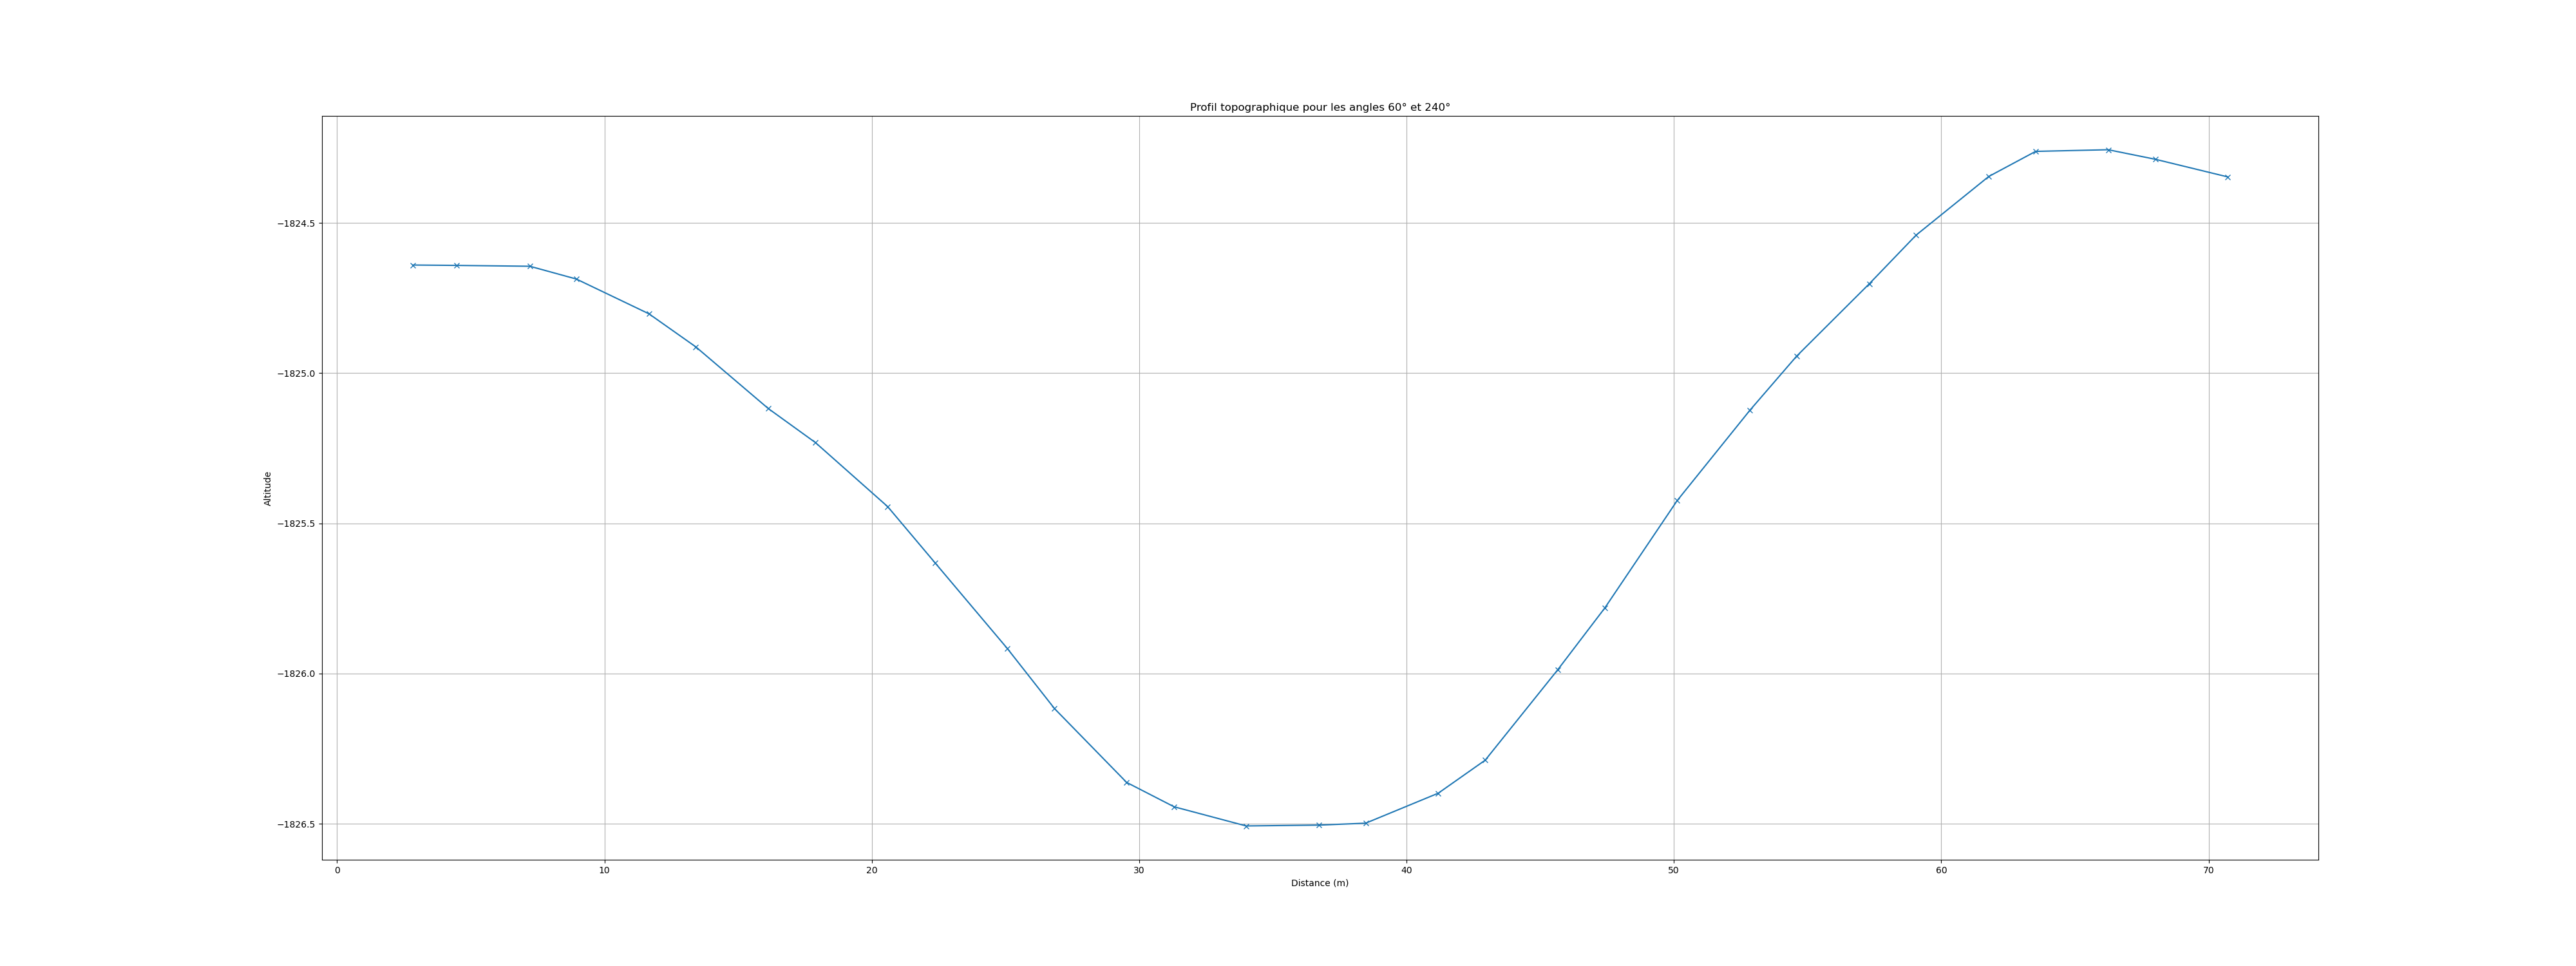 Profil topographique pour les angles 60° et 240°
Altitude
−1824.5
−1825.0
−1825.5
−1826.0
−1826.5
0 10 20 30 40 50 60 70
Distance (m)